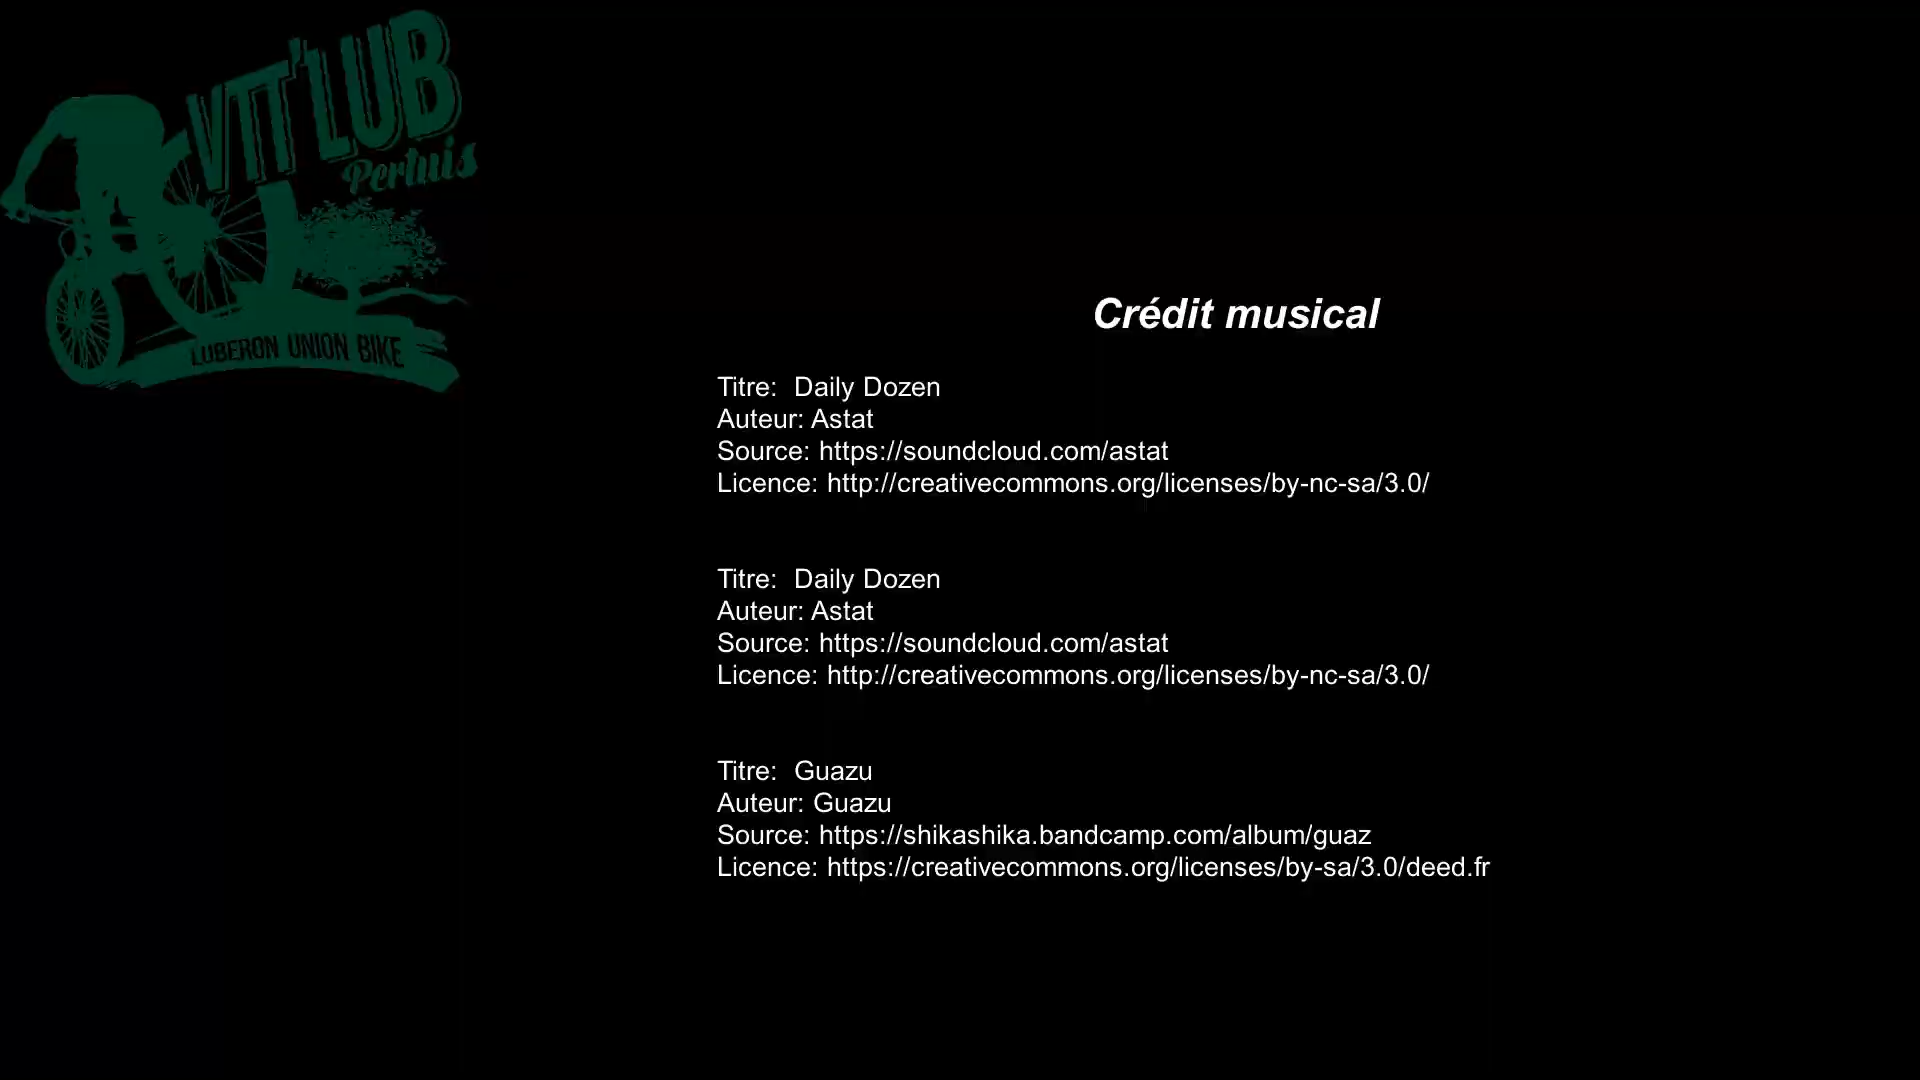 VTT'LUB
Pertuis
LUBERON UNION BIKE
Crédit musical
Titre:  Daily Dozen
Auteur: Astat
Source: https://soundcloud.com/astat
Licence: http://creativecommons.org/licenses/by-nc-sa/3.0/
Titre:  Daily Dozen
Auteur: Astat
Source: https://soundcloud.com/astat
Licence: http://creativecommons.org/licenses/by-nc-sa/3.0/
Titre:  Guazu
Auteur: Guazu
Source: https://shikashika.bandcamp.com/album/guaz
Licence: https://creativecommons.org/licenses/by-sa/3.0/deed.fr